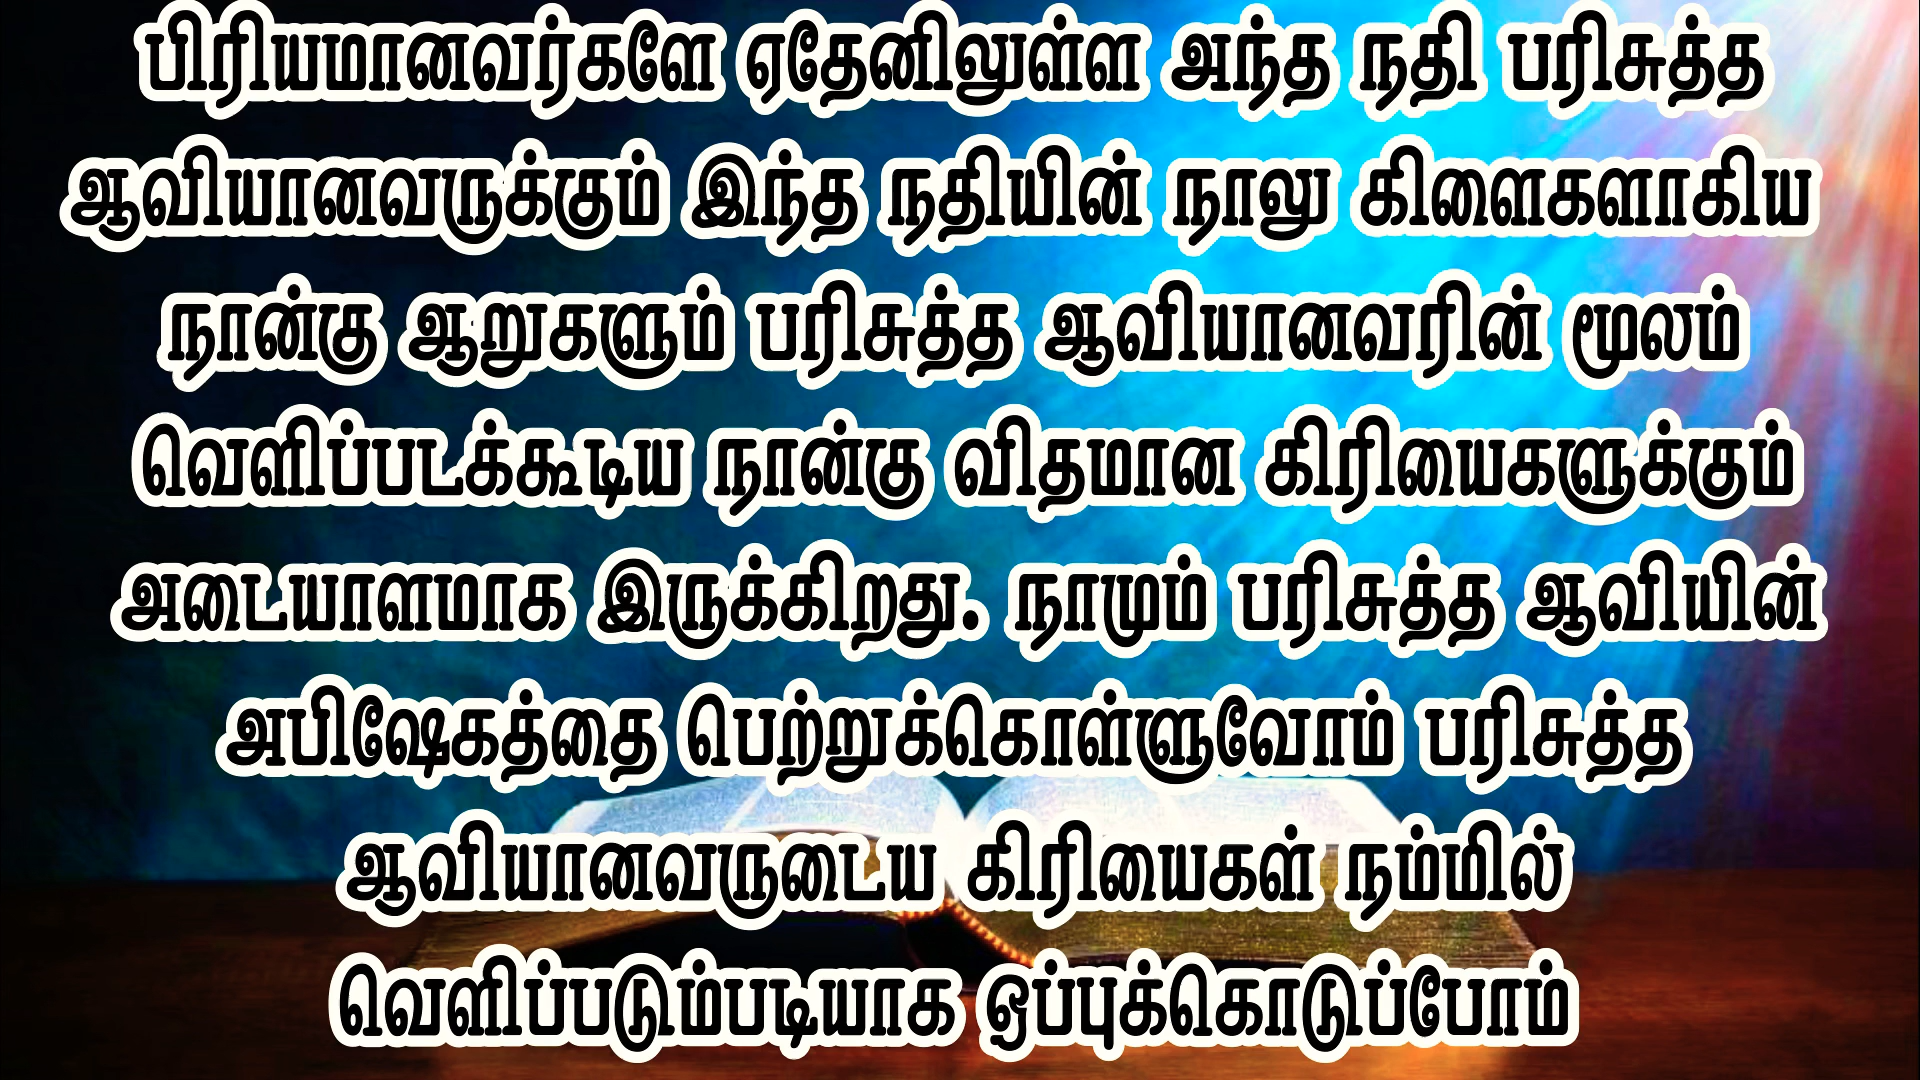 பிரியமானவர்களே ஏதேனிலுள்ள அந்த நதி பரிசுத்த
ஆவியானவருக்கும் இந்த நதியின் நாலு கிளைகளாகிய
நான்கு ஆறுகளும் பரிசுத்த ஆவியானவரின் மூலம்
வெளிப்படக்கூடிய நான்கு விதமான கிரியைகளுக்கும்
அடையாளமாக இருக்கிறது. நாமும் பரிசுத்த ஆவியின்
அபிஷேகத்தை பெற்றுக்கொள்ளுவோம் பரிசுத்த
ஆவியானவருடைய கிரியைகள் நம்மில்
வெளிப்படும்படியாக ஒப்புக்கொடுப்போம்